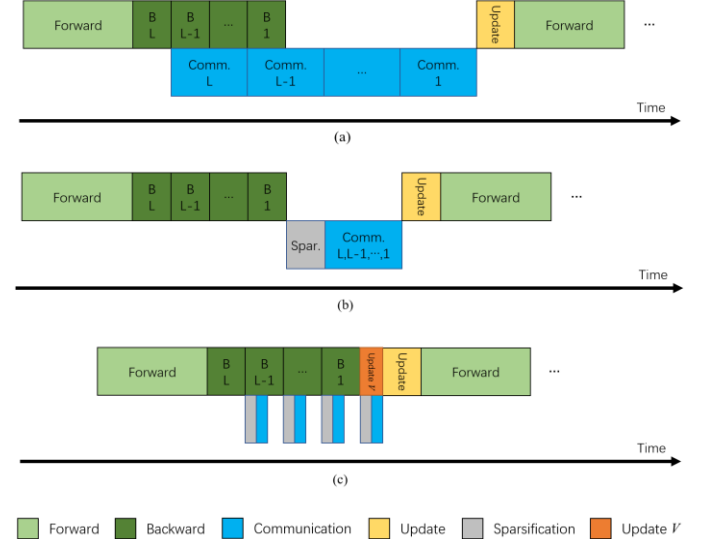 Forward B B ... B Update Forward ...
L L-1 1
Comm. Comm. ... Comm.
L L-1 1
Time
(a)
Forward B B ... B Update Forward ...
L L-1 1
Spar. Comm.
L,L-1,...,1
Time
(b)
Forward B B ... B Update V Update Forward ...
L L-1 1
Time
(c)
Forward Backward Communication Update Sparsification Update V